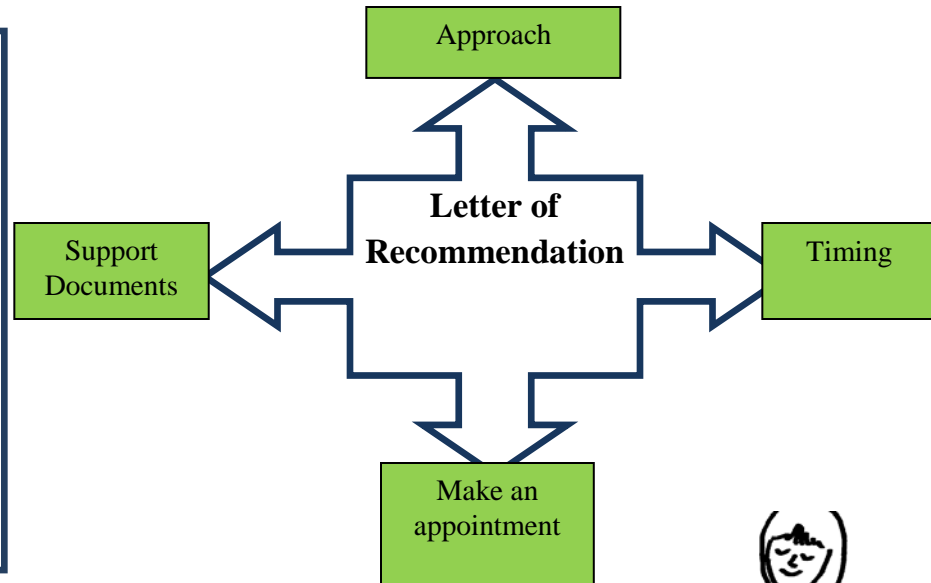 Approach
Letter of
Recommendation
Support
Documents
Timing
Make an
appointment